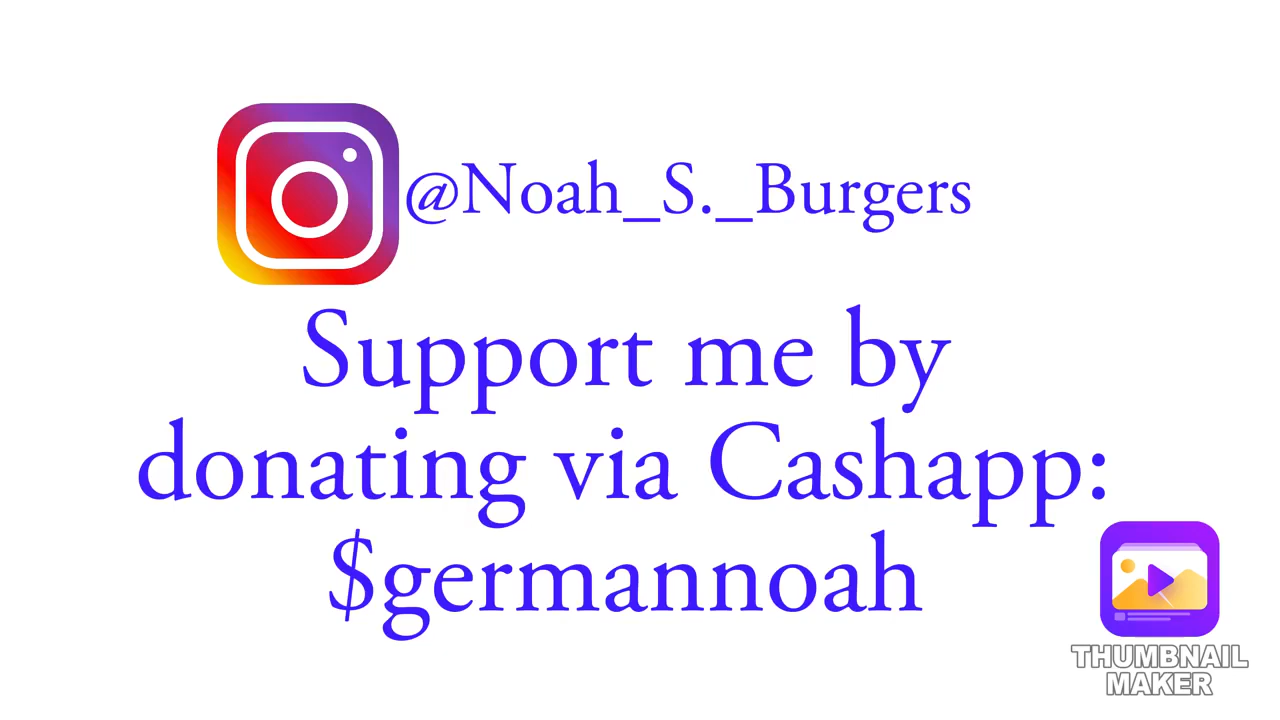 @Noah_S._Burgers
Support me by
donating via Cashapp:
$germannoah
THUMBNAIL
MAKER